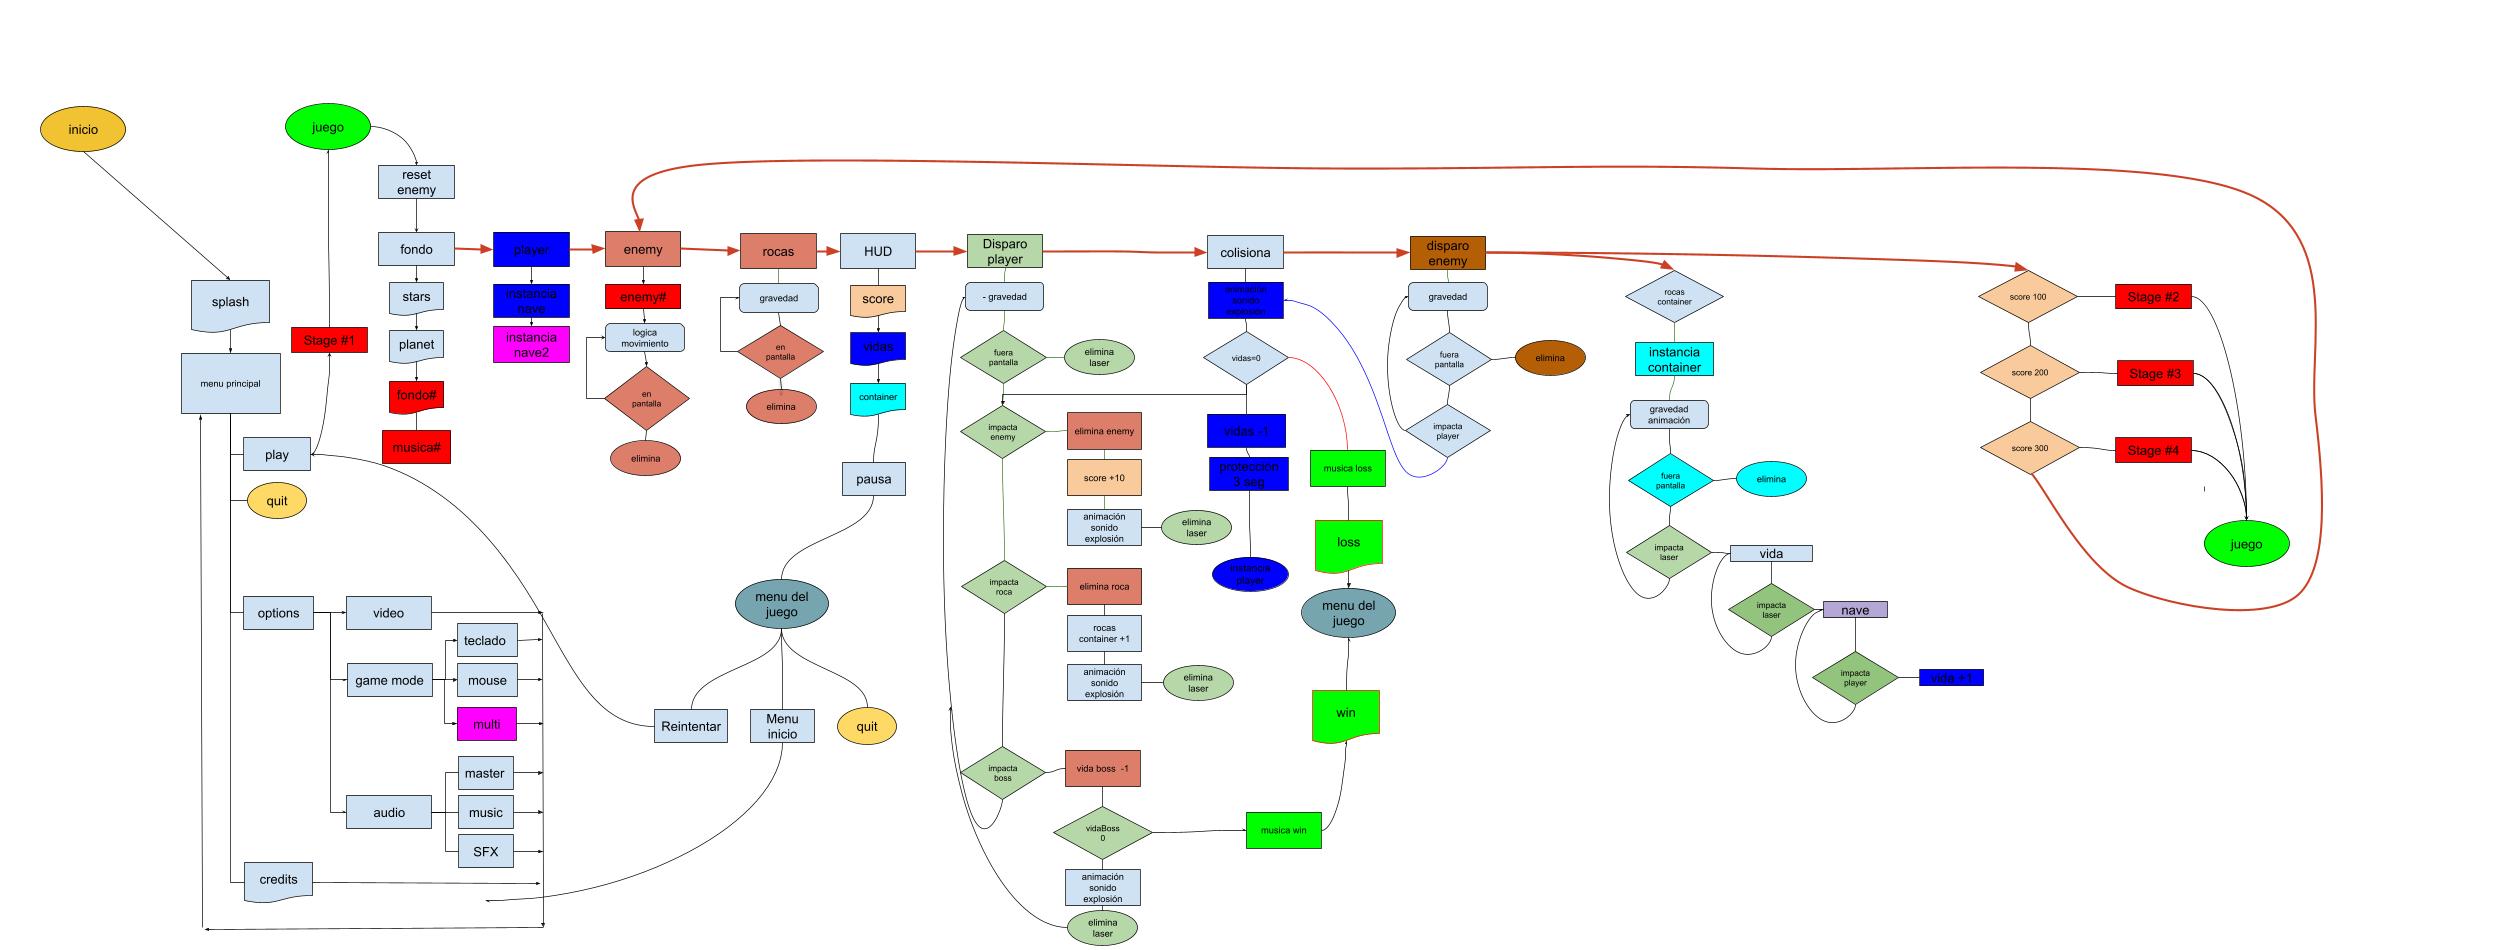 inicio
juego
reset
enemy
fondo
player
enemy
rocas
HUD
Disparo
player
colisiona
disparo
enemy
splash
menu principal
Stage #1
play
quit
options
video
game mode
teclado
mouse
multi
audio
master
music
SFX
credits
stars
planet
fondo#
musica#
instancia
nave
instancia
nave2
enemy#
logica
movimiento
en
pantalla
elimina
gravedad
en
pantalla
elimina
score
vidas
container
pausa
menu del
juego
Reintentar
Menu
inicio
quit
- gravedad
fuera
pantalla
elimina
laser
impacta
enemy
elimina enemy
score +10
animación
sonido
explosión
elimina
laser
impacta
roca
elimina roca
rocas
container +1
animación
sonido
explosión
elimina
laser
impacta
boss
vida boss -1
vidaBoss
0
animación
sonido
explosión
elimina
laser
musica win
win
animación
sonido
explosión
vidas=0
vidas -1
protección
3 seg
instancia
player
musica loss
loss
menu del
juego
gravedad
fuera
pantalla
elimina
impacta
player
rocas
container
instancia
container
gravedad
animación
fuera
pantalla
elimina
impacta
laser
vida
impacta
laser
nave
impacta
player
vida +1
score 100
Stage #2
score 200
Stage #3
score 300
Stage #4
juego